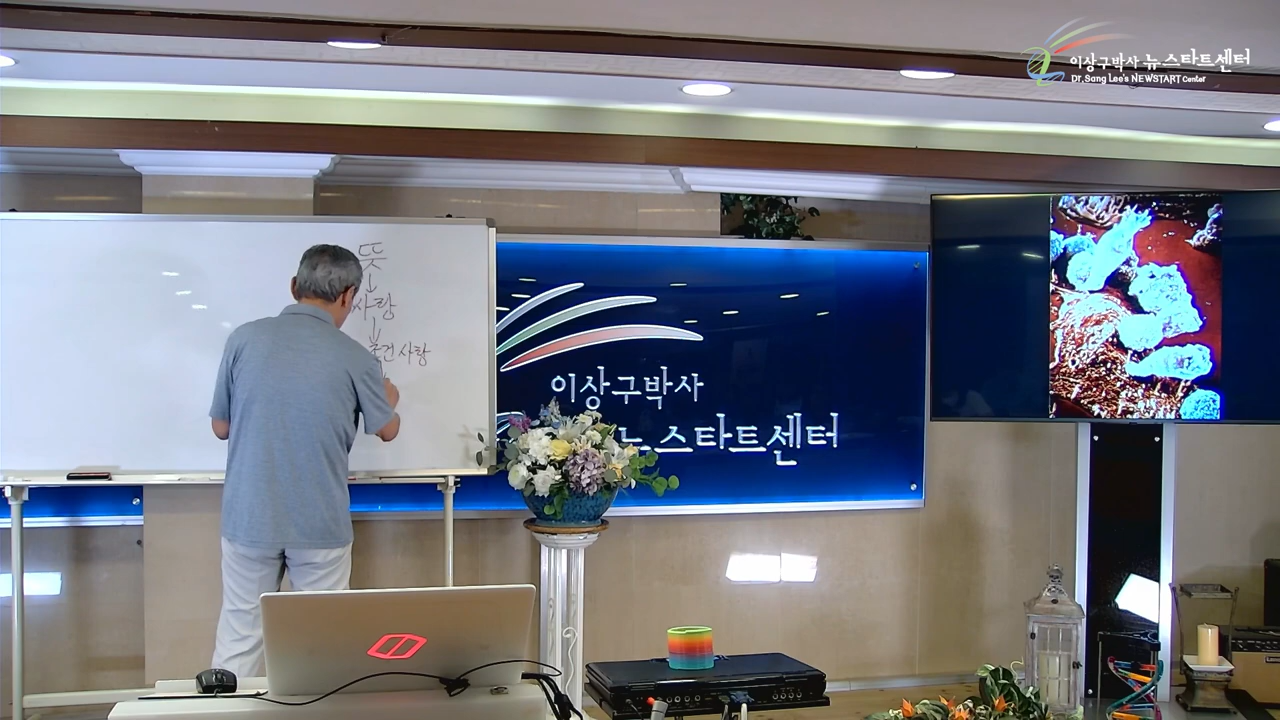 이상구박사 뉴스타트센터
Dr. Sang Lee's NEWSTART Center
뜻
사랑
조건 사랑
이상구박사
뉴스타트센터